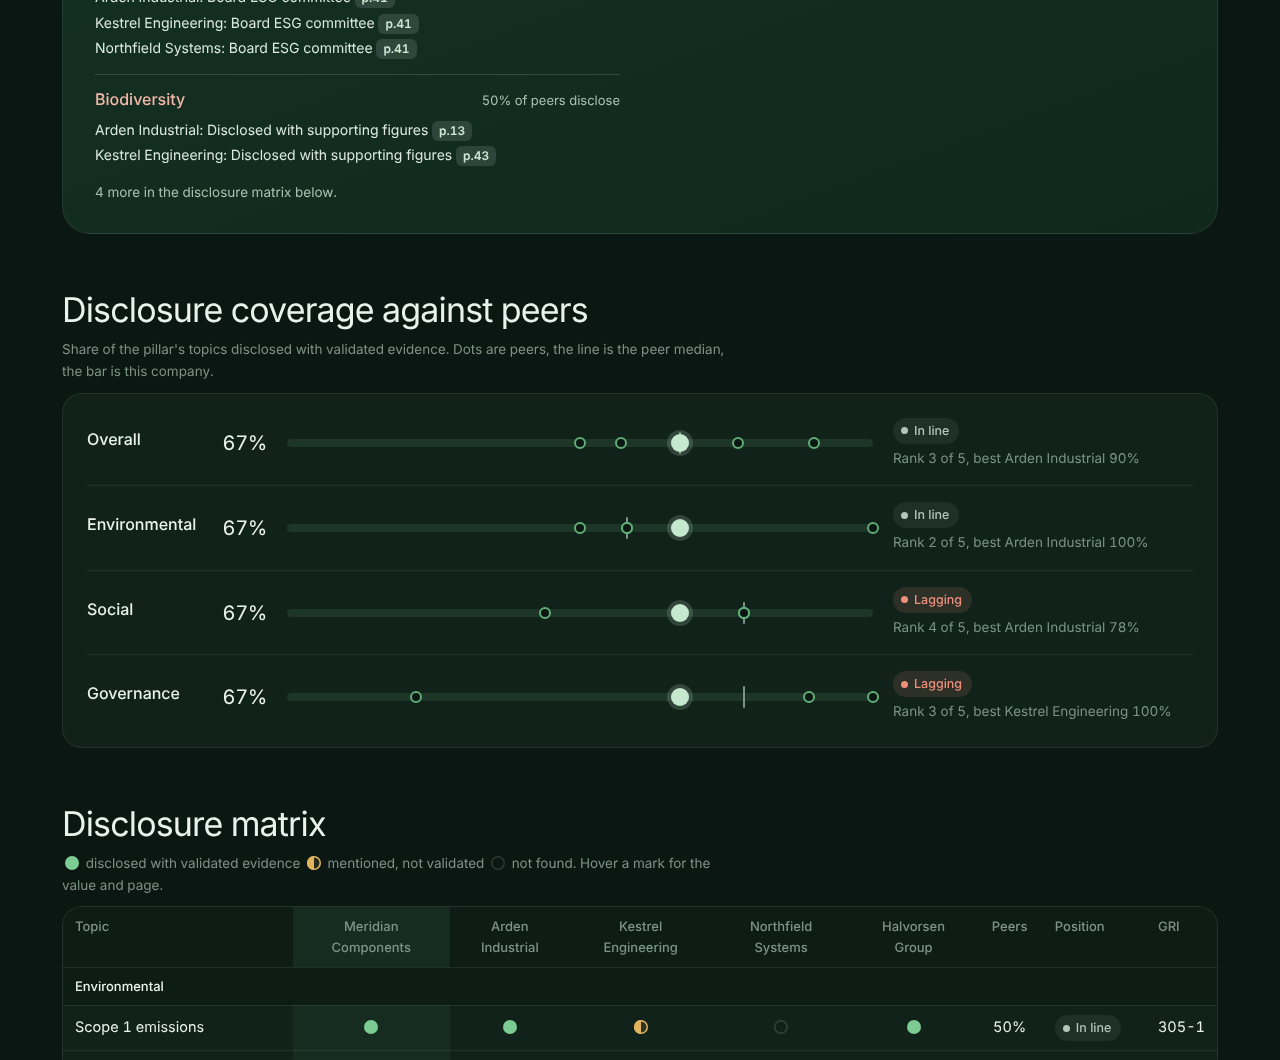 Arden Industrial: Board ESG committee p.41
Kestrel Engineering: Board ESG committee p.41
Northfield Systems: Board ESG committee p.41
Biodiversity 50% of peers disclose
Arden Industrial: Disclosed with supporting figures p.13
Kestrel Engineering: Disclosed with supporting figures p.43
4 more in the disclosure matrix below.
Disclosure coverage against peers
Share of the pillar's topics disclosed with validated evidence. Dots are peers, the line is the peer median,
the bar is this company.
Overall 67% In line
Rank 3 of 5, best Arden Industrial 90%
Environmental 67% In line
Rank 2 of 5, best Arden Industrial 100%
Social 67% Lagging
Rank 4 of 5, best Arden Industrial 78%
Governance 67% Lagging
Rank 3 of 5, best Kestrel Engineering 100%
Disclosure matrix
disclosed with validated evidence mentioned, not validated not found. Hover a mark for the
value and page.
Topic Meridian Components Arden Industrial Kestrel Engineering Northfield Systems Halvorsen Group Peers Position GRI
Environmental
Scope 1 emissions 50% In line 305-1